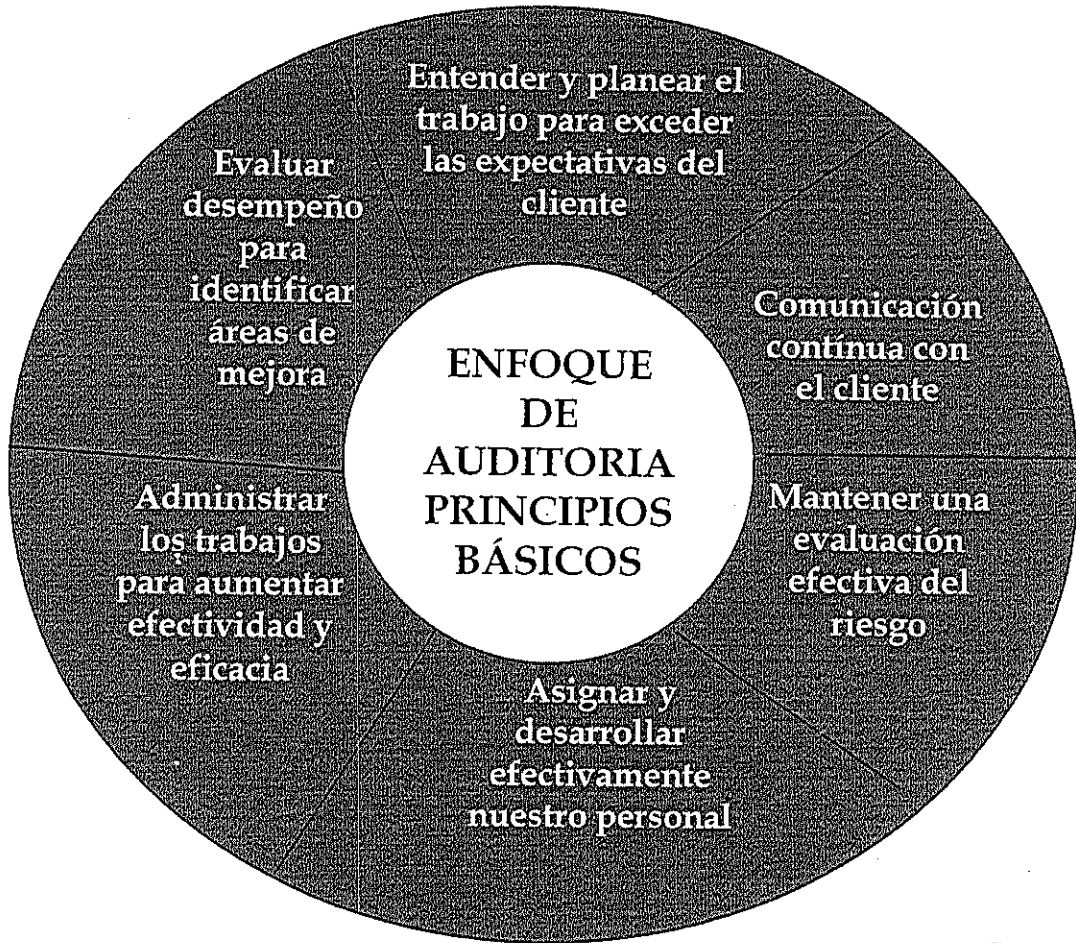 Entender y planear el
trabajo para exceder
las expectativas del
cliente
Comunicación
contínua con
el cliente
Mantener una
evaluación
efectiva del
riesgo
Asignar y
desarrollar
efectivamente
nuestro personal
Administrar
los trabajos
para aumentar
efectividad y
eficacia
Evaluar
desempeño
para
identificar
áreas de
mejora
ENFOQUE
DE
AUDITORIA
PRINCIPIOS
BÁSICOS